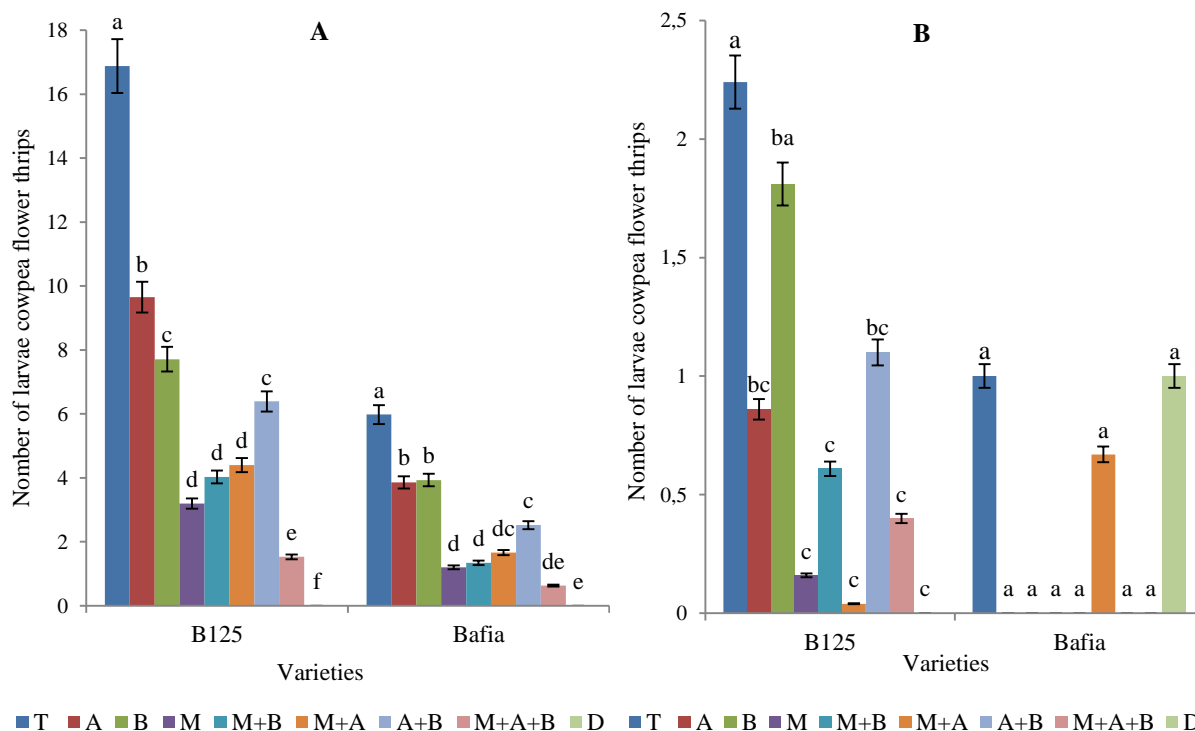 A
Nomber of larvae cowpea flower thrips
18
16
14
12
10
8
6
4
2
0
a
b
c
d
d
d
c
e
f
a
b
b
d
d
dc
c
de
e
B125
Bafia
Varieties
T A B M M+B M+A A+B M+A+B D
B
Nomber of larvae cowpea flower thrips
2,5
2
1,5
1
0,5
0
a
bc
ba
c
c
c
bc
c
c
a
a
a
a
a
a
a
a
a
B125
Bafia
Varieties
T A B M M+B M+A A+B M+A+B D